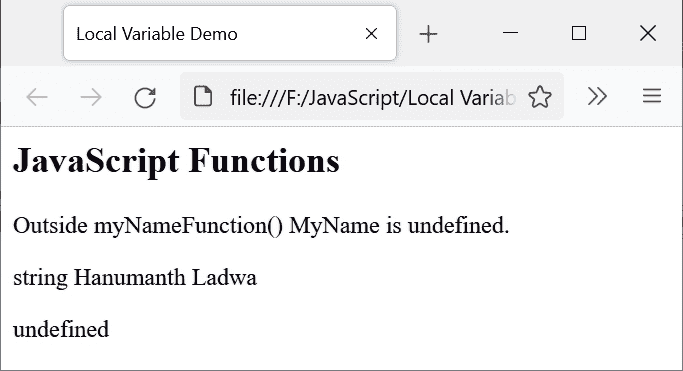 Local Variable Demo
file:///F:/JavaScript/Local Variab
JavaScript Functions
Outside myNameFunction() MyName is undefined.
string Hanumanth Ladwa
undefined